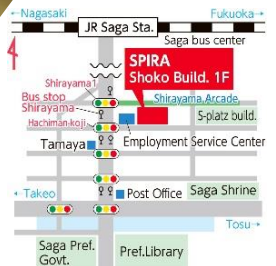 ←Nagasaki
Fukuoka→
JR Saga Sta.
Saga bus center
SPIRA
Shoko Build. 1F
Shirayama1
Bus stop
Shirayama
Hachiman-koji
Shirayama Arcade
S-platz build.
Tamaya
Employment Service Center
←Takeo
Post Office
Saga Shrine
Tosu→
Saga Pref.
Govt.
Pref.Library